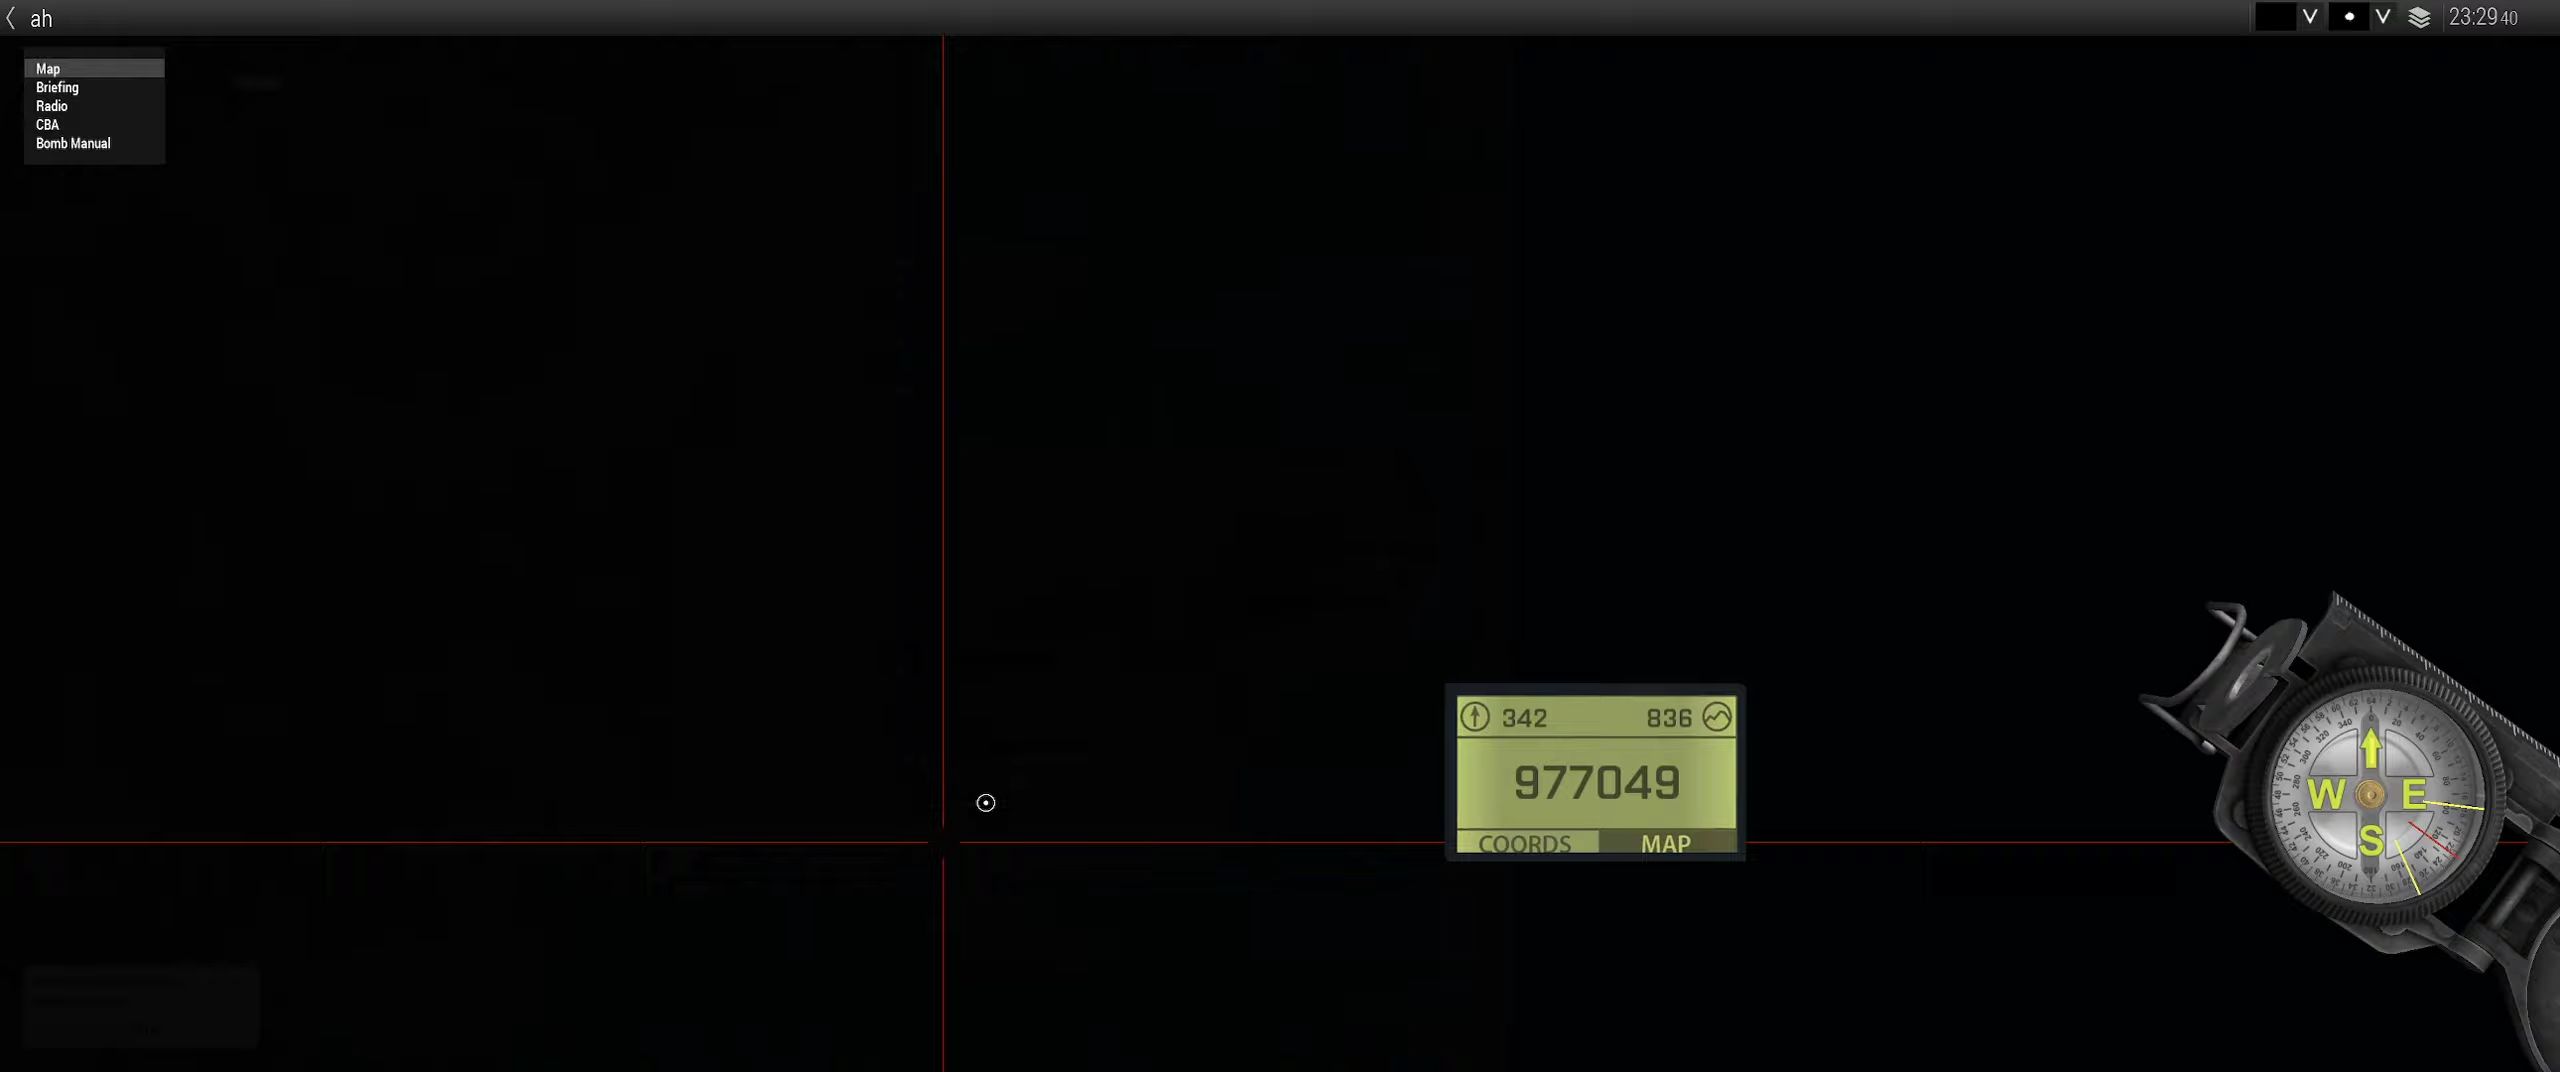 ah
V
V
23:29 40
Map
Briefing
Radio
CBA
Bomb Manual
342
836
977049
COORDS
MAP
W
E
S